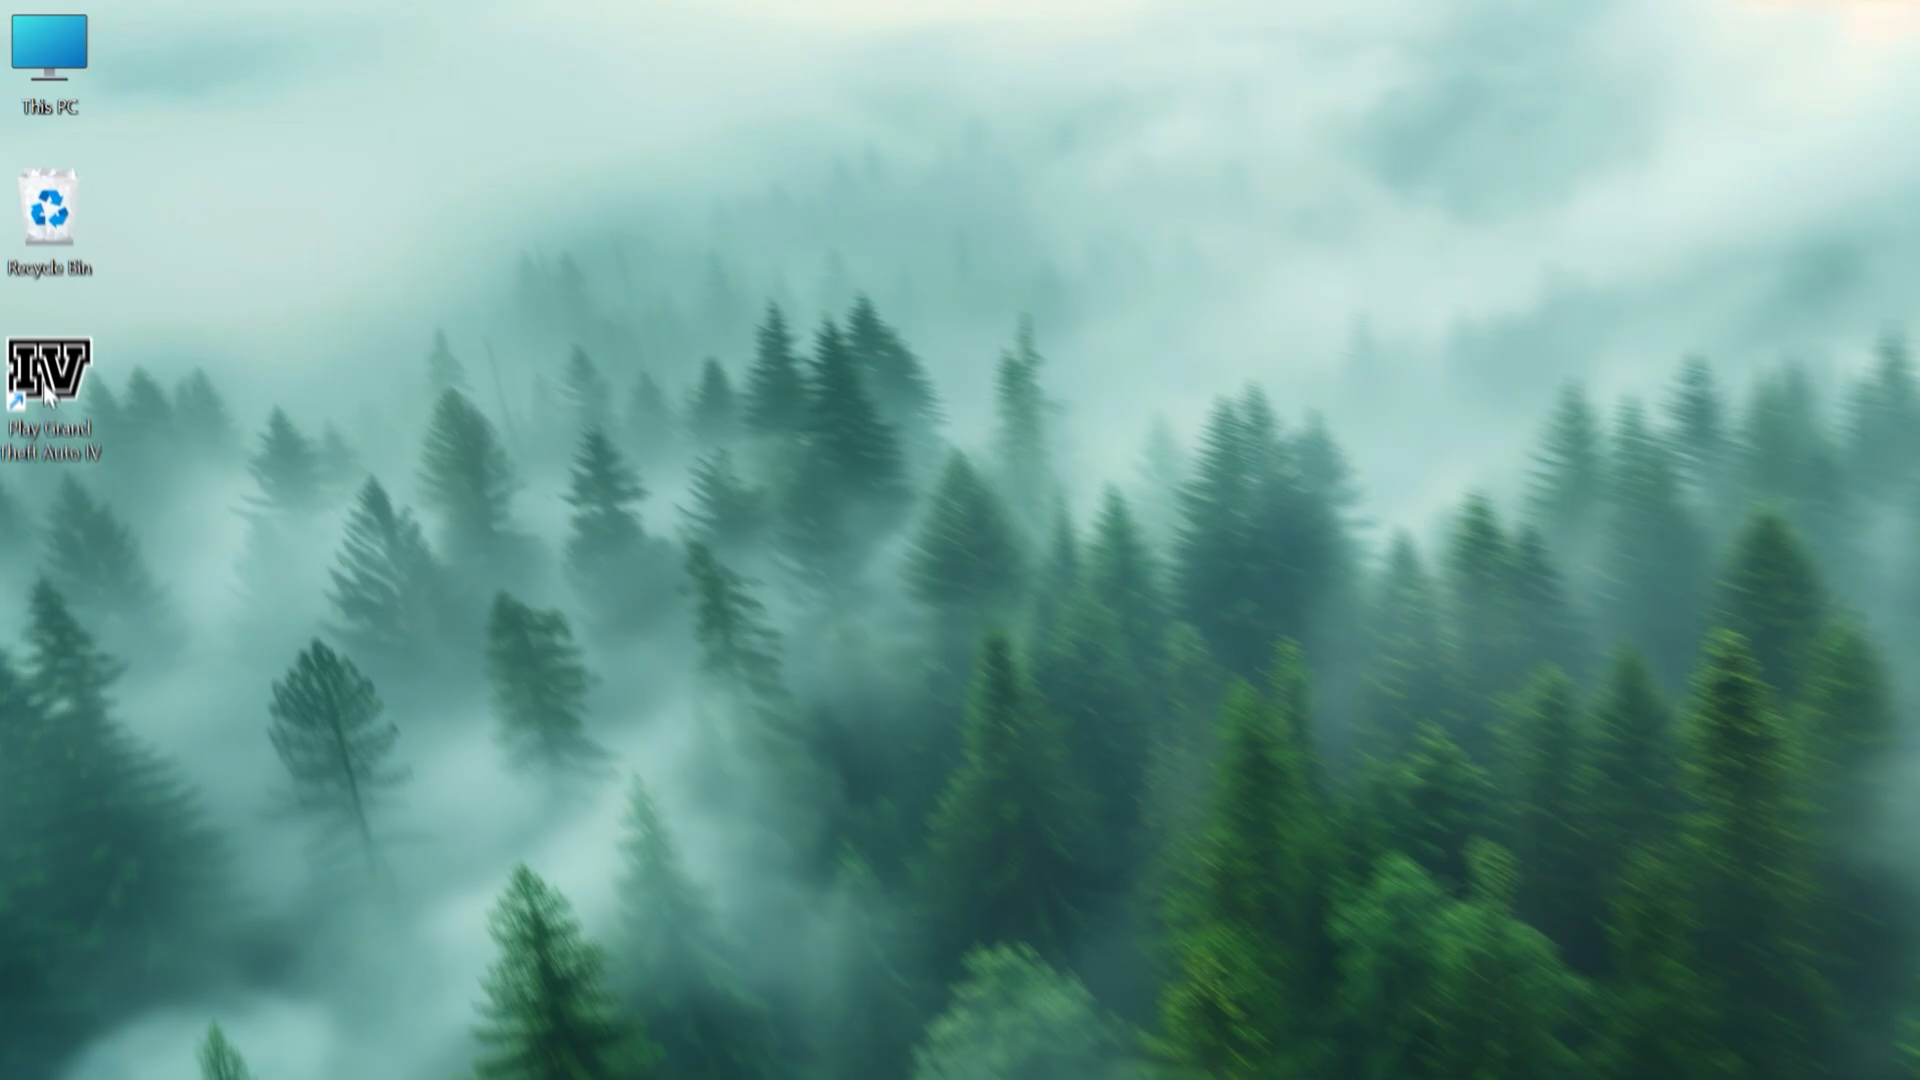 This PC
Recycle Bin
IV
Play Grand
Theft Auto IV